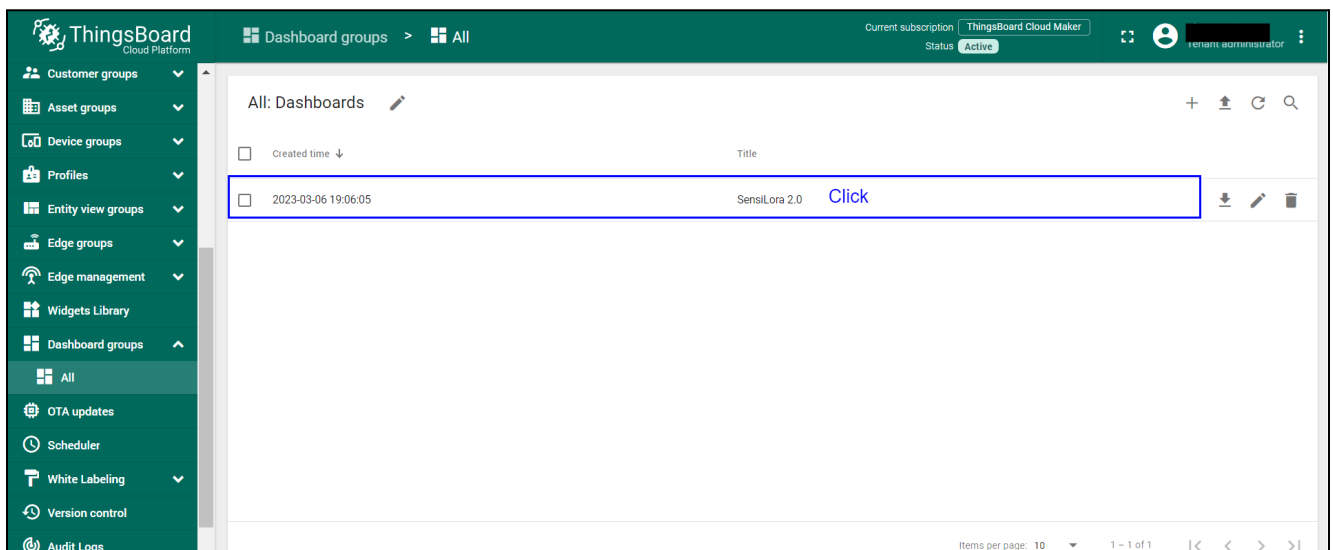 ThingsBoard
Cloud Platform
Dashboard groups > All
Current subscription ThingsBoard Cloud Maker
Status Active
Tenant administrator
Customer groups
Asset groups
Device groups
Profiles
Entity view groups
Edge groups
Edge management
Widgets Library
Dashboard groups
All
OTA updates
Scheduler
White Labeling
Version control
Audit Logs
All: Dashboards
Created time Title
2023-03-06 19:06:05 SensiLora 2.0 Click
Items per page: 10 1 – 1 of 1